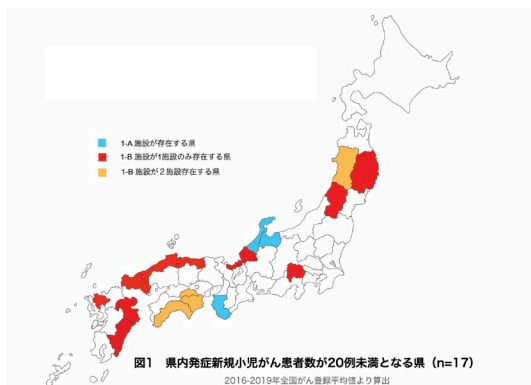 1-A 施設が存在する県
1-B 施設が1施設のみ存在する県
1-B 施設が2施設存在する県
図1 県内発症新規小児がん患者数が20例未満となる県（n=17）
2016-2019年全国がん登録平均値より算出